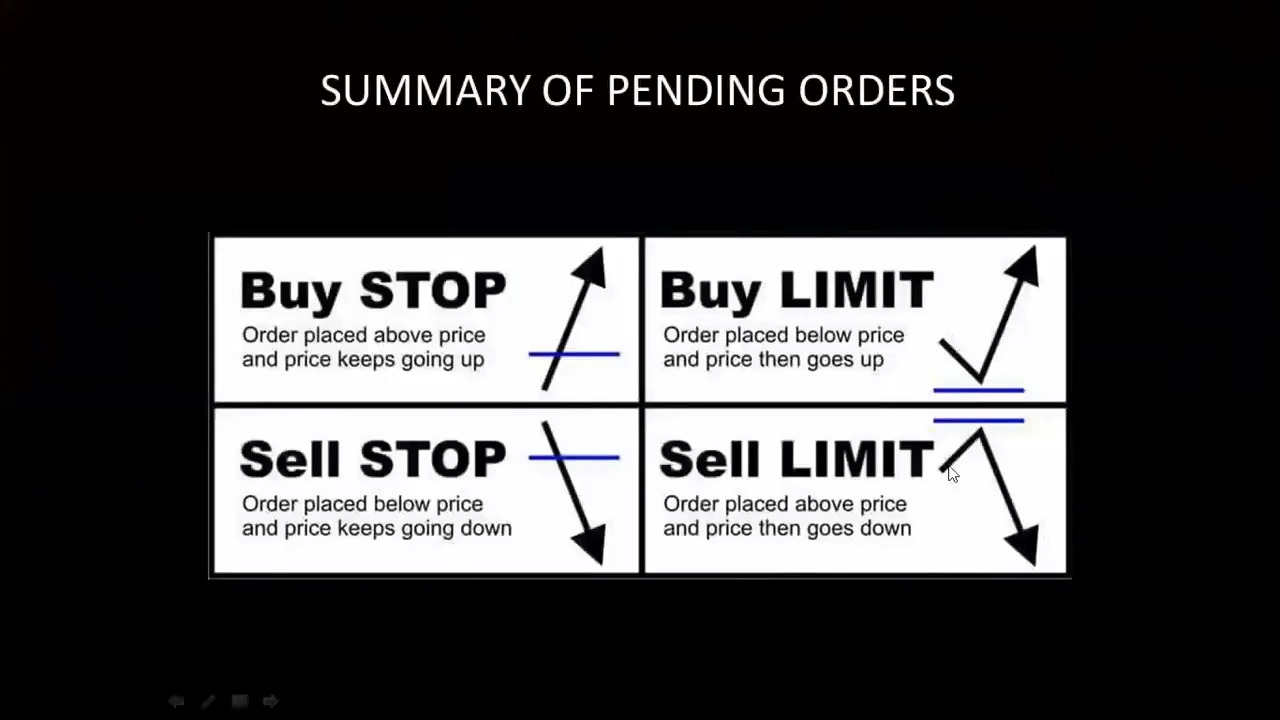 SUMMARY OF PENDING ORDERS
Buy STOP
Order placed above price
and price keeps going up
Buy LIMIT
Order placed below price
and price then goes up
Sell STOP
Order placed below price
and price keeps going down
Sell LIMIT
Order placed above price
and price then goes down